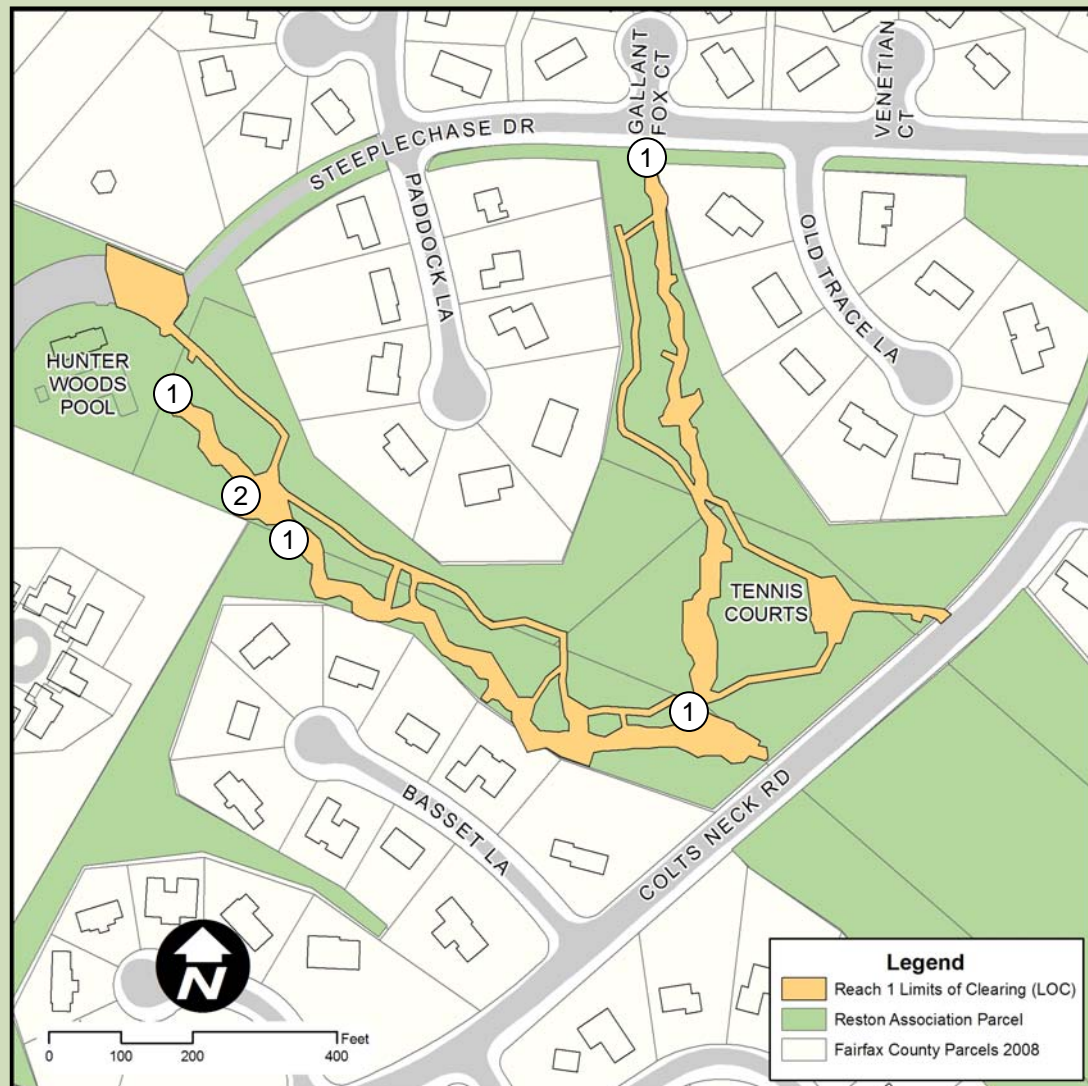 GALLANT
FOX CT
VENETIAN
CT
STEEPLECHASE DR
1
PADDOCK LA
OLD TRACE LA
HUNTER
WOODS
POOL
1
2
1
TENNIS
COURTS
1
BASSET LA
COLTS NECK RD
N
Feet
0 100 200 400
Legend
Reach 1 Limits of Clearing (LOC)
Reston Association Parcel
Fairfax County Parcels 2008